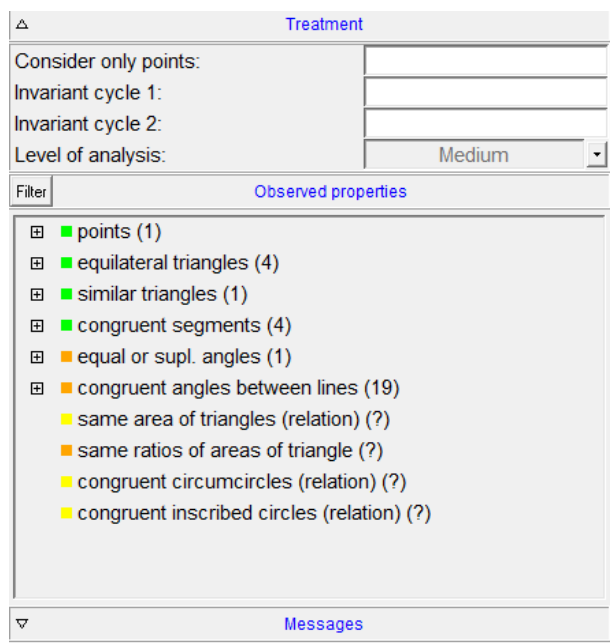 Treatment
Consider only points:
Invariant cycle 1:
Invariant cycle 2:
Level of analysis: Medium
Filter Observed properties
points (1)
equilateral triangles (4)
similar triangles (1)
congruent segments (4)
equal or supl. angles (1)
congruent angles between lines (19)
same area of triangles (relation) (?)
same ratios of areas of triangle (?)
congruent circumcircles (relation) (?)
congruent inscribed circles (relation) (?)
Messages